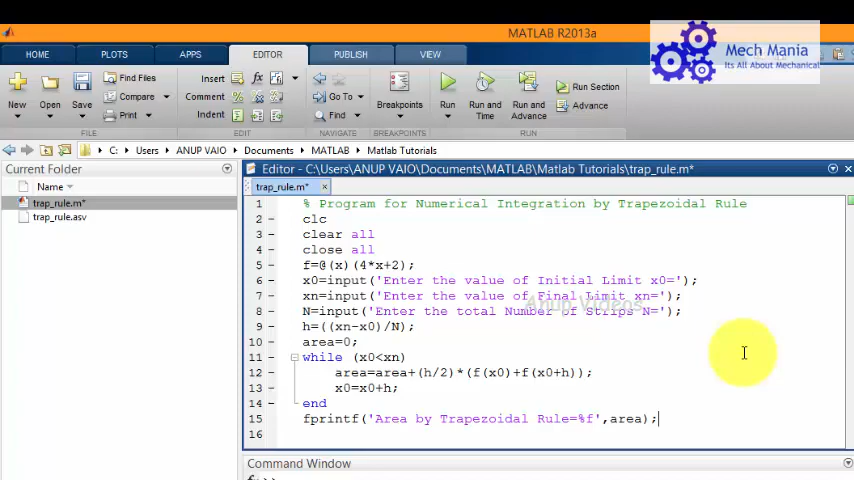 MATLAB R2013a
Mech Mania
Its All About Mechanical
HOME PLOTS APPS EDITOR PUBLISH VIEW
New Open Save Find Files Compare Print
Insert Comment Indent
Go To Find
Breakpoints
Run Run and Time Run and Advance Run Section Advance
FILE EDIT NAVIGATE BREAKPOINTS RUN
C: Users ANUP VAIO Documents MATLAB Matlab Tutorials
Current Folder
Name
trap_rule.m*
trap_rule.asv
Editor - C:\Users\ANUP VAIO\Documents\MATLAB\Matlab Tutorials\trap_rule.m*
trap_rule.m*
1 % Program for Numerical Integration by Trapezoidal Rule
2 - clc
3 - clear all
4 - close all
5 - f=@(x)(4*x+2);
6 - x0=input('Enter the value of Initial Limit x0=');
7 - xn=input('Enter the value of Final Limit xn=');
Anup Videos
8 - N=input('Enter the total Number of Strips N=');
9 - h=((xn-x0)/N);
10 - area=0;
11 - while (x0<xn)
12 - area=area+(h/2)*(f(x0)+f(x0+h));
13 - x0=x0+h;
14 - end
15 - fprintf('Area by Trapezoidal Rule=%f',area);
16
Command Window
>>